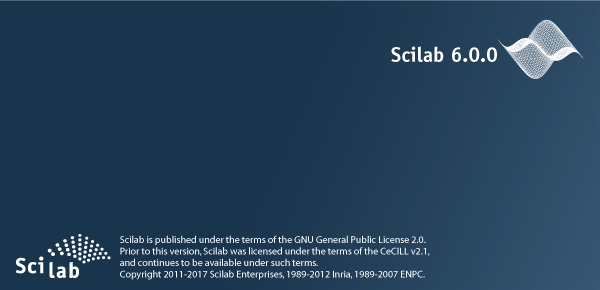 Scilab 6.0.0
Scilab is published under the terms of the GNU General Public License 2.0.
Prior to this version, Scilab was licensed under the terms of the CeCILL v2.1,
and continues to be available under such terms.
Copyright 2011-2017 Scilab Enterprises, 1989-2012 Inria, 1989-2007 ENPC.
Scilab